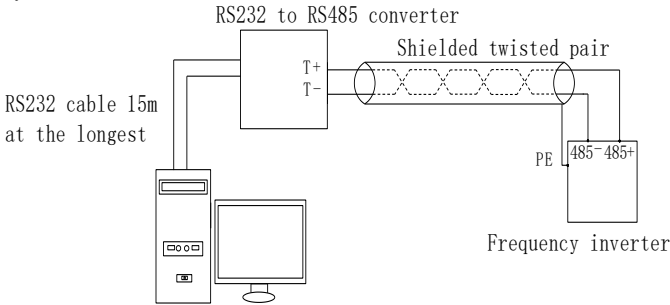 RS232 to RS485 converter
Shielded twisted pair
T+
T-
RS232 cable 15m
at the longest
PE
485- 485+
Frequency inverter